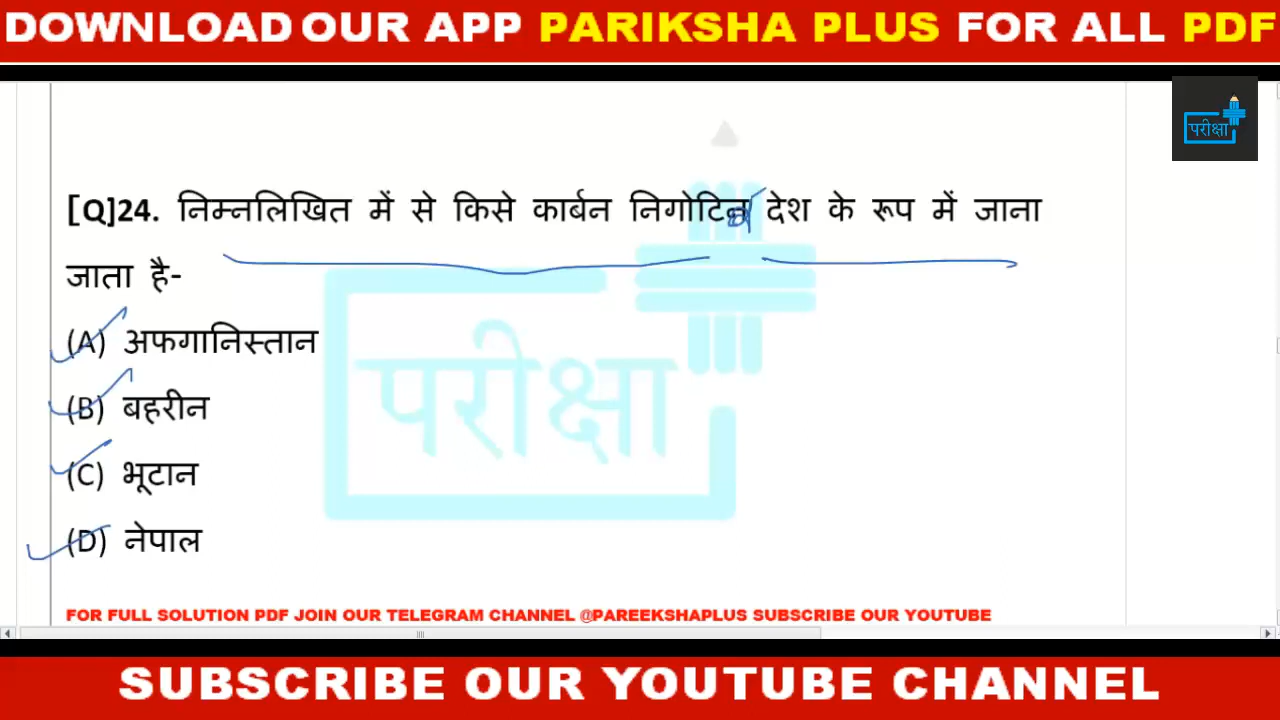 DOWNLOAD OUR APP PARIKSHA PLUS FOR ALL PDF
परीक्षा
[Q]24. निम्नलिखित में से किसे कार्बन निगोटिन देश के रूप में जाना
जाता है-
(A) अफगानिस्तान
(B) बहरीन
(C) भूटान
(D) नेपाल
परीक्षा
FOR FULL SOLUTION PDF JOIN OUR TELEGRAM CHANNEL @PAREEKSHAPLUS SUBSCRIBE OUR YOUTUBE
SUBSCRIBE OUR YOUTUBE CHANNEL